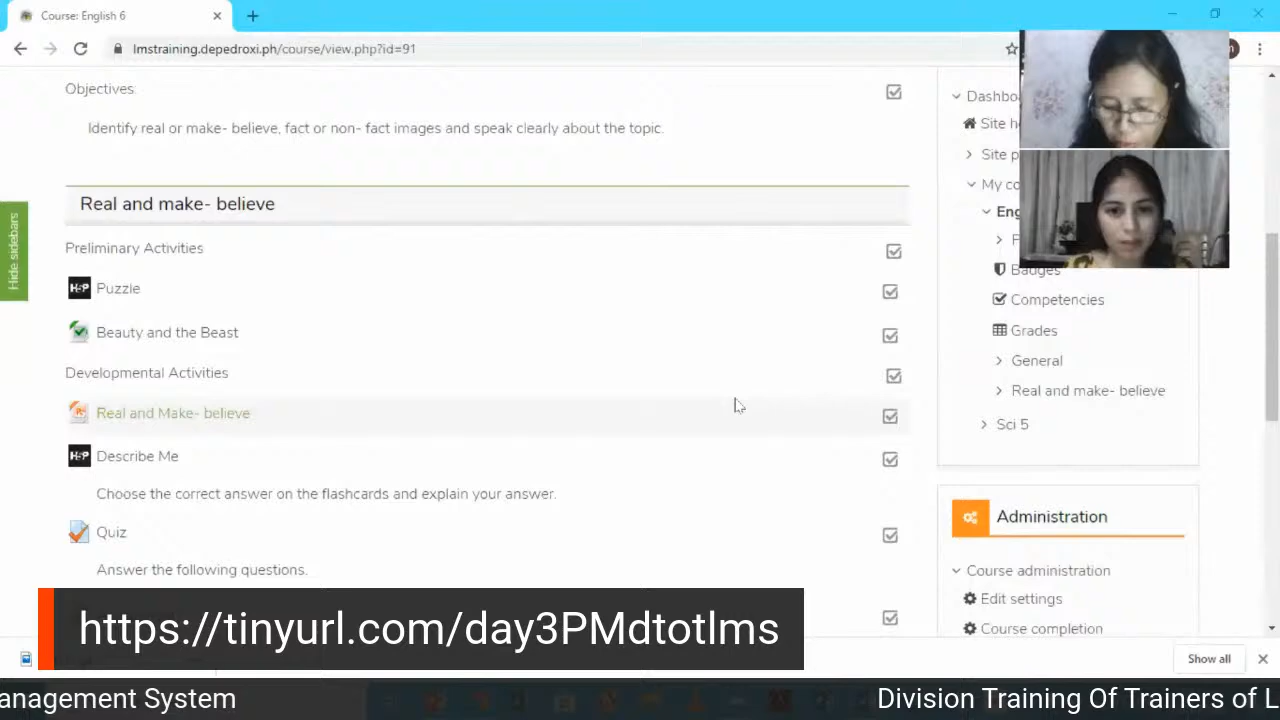 Course: English 6
lmstraining.depedroxi.ph/course/view.php?id=91
Objectives
Identify real or make- believe, fact or non- fact images and speak clearly about the topic.
Hide sidebars
Real and make- believe
Preliminary Activities
H5P Puzzle
Beauty and the Beast
Developmental Activities
Real and Make- believe
H5P Describe Me
Choose the correct answer on the flashcards and explain your answer.
Quiz
Answer the following questions.
Dashbo
Site h
Site p
My co
Eng
Badges
Competencies
Grades
General
Real and make- believe
Sci 5
Administration
Course administration
Edit settings
Course completion
https://tinyurl.com/day3PMdtotlms
Show all
anagement System
Division Training Of Trainers of L